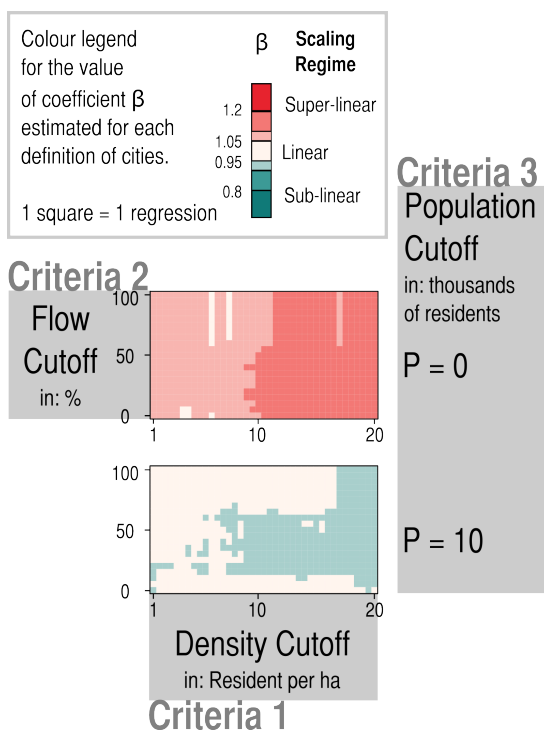 Colour legend
for the value
of coefficient β
estimated for each
definition of cities.
1 square = 1 regression
β Scaling
Regime
1.2
1.05
0.95
0.8
Super-linear
Linear
Sub-linear
Criteria 3
Population
Cutoff
in: thousands
of residents
P = 0
P = 10
Criteria 2
Flow
Cutoff
in: %
100
50
0
1 10 20
100
50
0
1 10 20
Density Cutoff
in: Resident per ha
Criteria 1